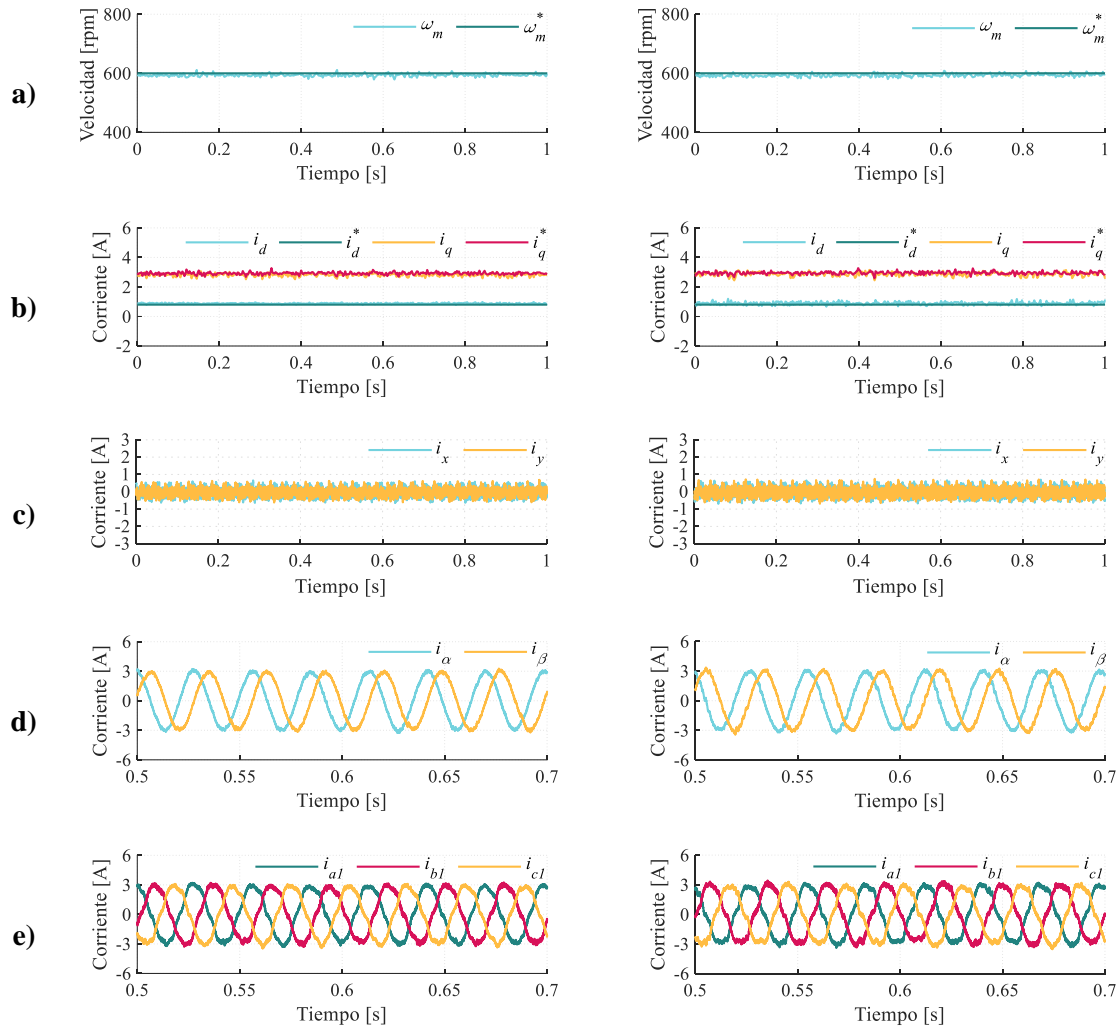 a)
Velocidad [rpm]
800
600
400
ω_m ω_m^*
0 0.2 0.4 0.6 0.8 1
Tiempo [s]
Velocidad [rpm]
800
600
400
ω_m ω_m^*
0 0.2 0.4 0.6 0.8 1
Tiempo [s]
b)
Corriente [A]
6
4
2
0
-2
i_d i_d^* i_q i_q^*
0 0.2 0.4 0.6 0.8 1
Tiempo [s]
Corriente [A]
6
4
2
0
-2
i_d i_d^* i_q i_q^*
0 0.2 0.4 0.6 0.8 1
Tiempo [s]
c)
Corriente [A]
3
2
1
0
-1
-2
-3
i_x i_y
0 0.2 0.4 0.6 0.8 1
Tiempo [s]
Corriente [A]
3
2
1
0
-1
-2
-3
i_x i_y
0 0.2 0.4 0.6 0.8 1
Tiempo [s]
d)
Corriente [A]
6
3
0
-3
-6
i_α i_β
0.5 0.55 0.6 0.65 0.7
Tiempo [s]
Corriente [A]
6
3
0
-3
-6
i_α i_β
0.5 0.55 0.6 0.65 0.7
Tiempo [s]
e)
Corriente [A]
6
3
0
-3
-6
i_a1 i_b1 i_c1
0.5 0.55 0.6 0.65 0.7
Tiempo [s]
Corriente [A]
6
3
0
-3
-6
i_a1 i_b1 i_c1
0.5 0.55 0.6 0.65 0.7
Tiempo [s]